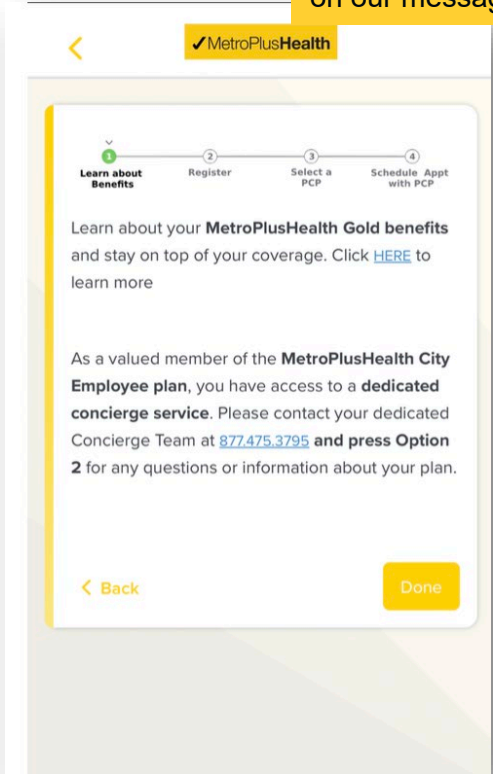 on our messag
✓MetroPlusHealth
1
2
3
4
Learn about
Benefits
Register
Select a
PCP
Schedule Appt
with PCP
Learn about your MetroPlusHealth Gold benefits
and stay on top of your coverage. Click HERE to
learn more
As a valued member of the MetroPlusHealth City
Employee plan, you have access to a dedicated
concierge service. Please contact your dedicated
Concierge Team at 877.475.3795 and press Option
2 for any questions or information about your plan.
Back
Done